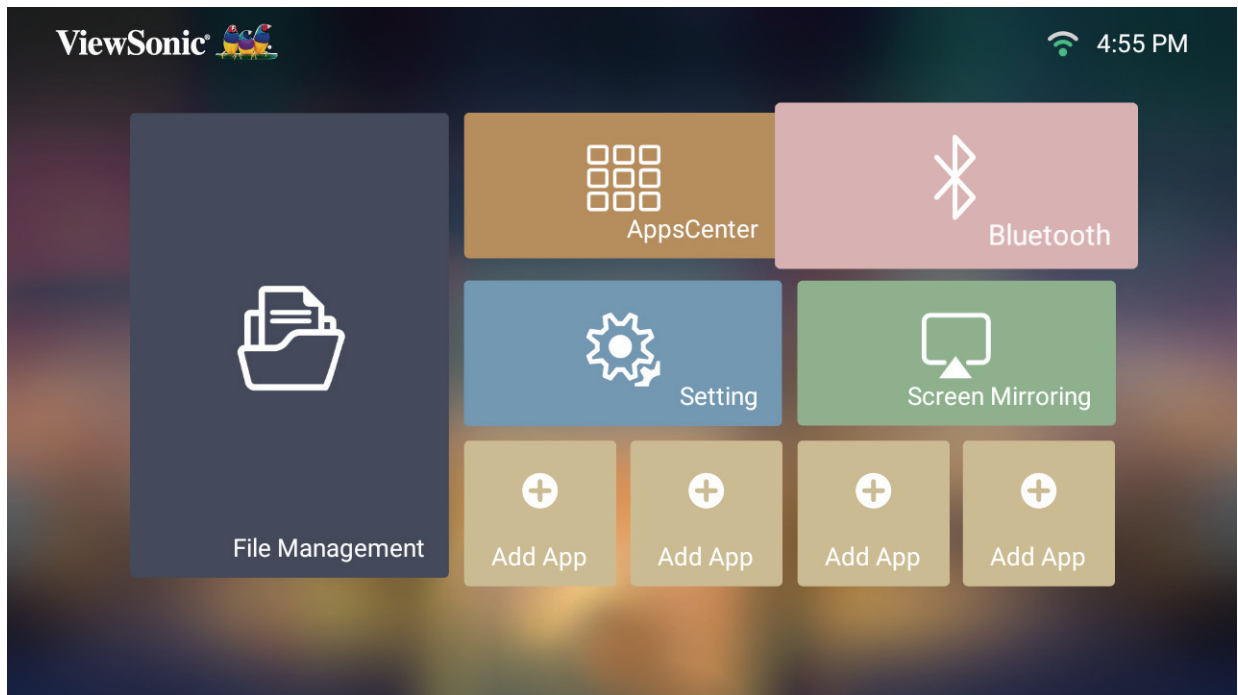 ViewSonic®
4:55 PM
AppsCenter
Bluetooth
Setting
Screen Mirroring
File Management
Add App
Add App
Add App
Add App